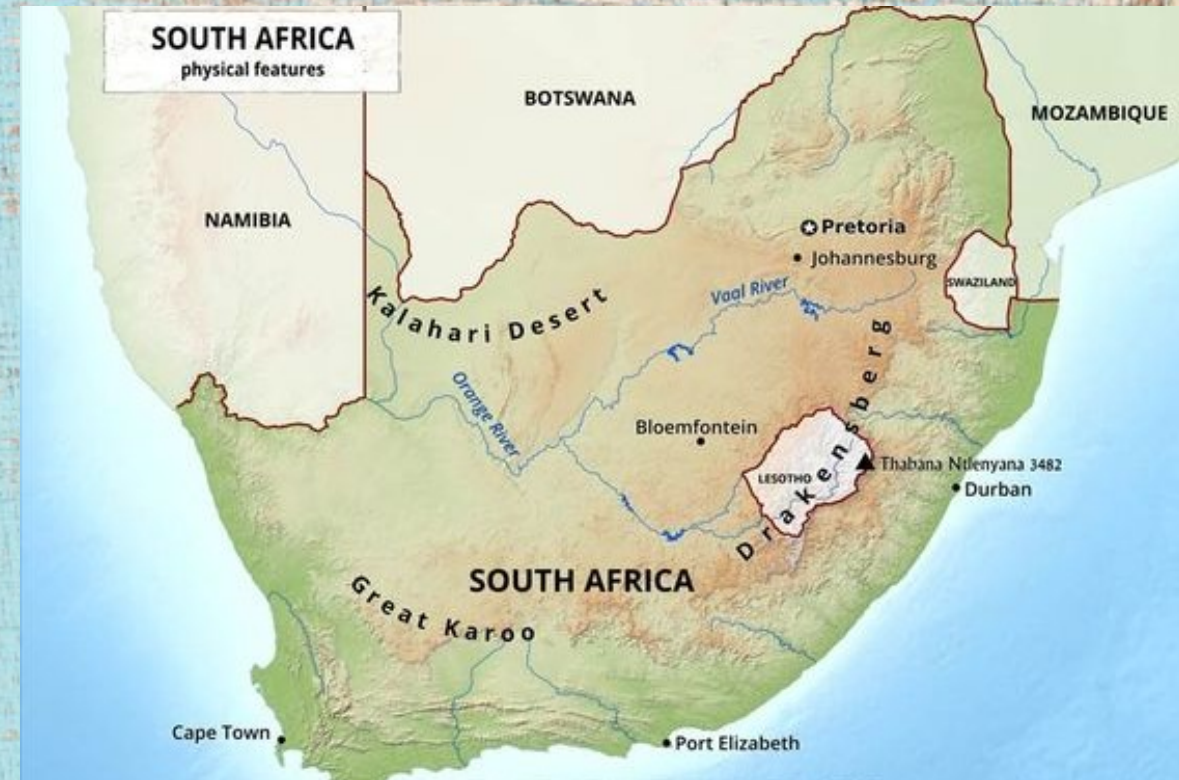 SOUTH AFRICA
physical features
BOTSWANA
MOZAMBIQUE
NAMIBIA
Pretoria
Johannesburg
SWAZILAND
Kalahari Desert
Vaal River
Orange River
Drakensberg
Bloemfontein
LESOTHO
Thabana Ntlenyana 3482
Durban
SOUTH AFRICA
Great Karoo
Cape Town
Port Elizabeth